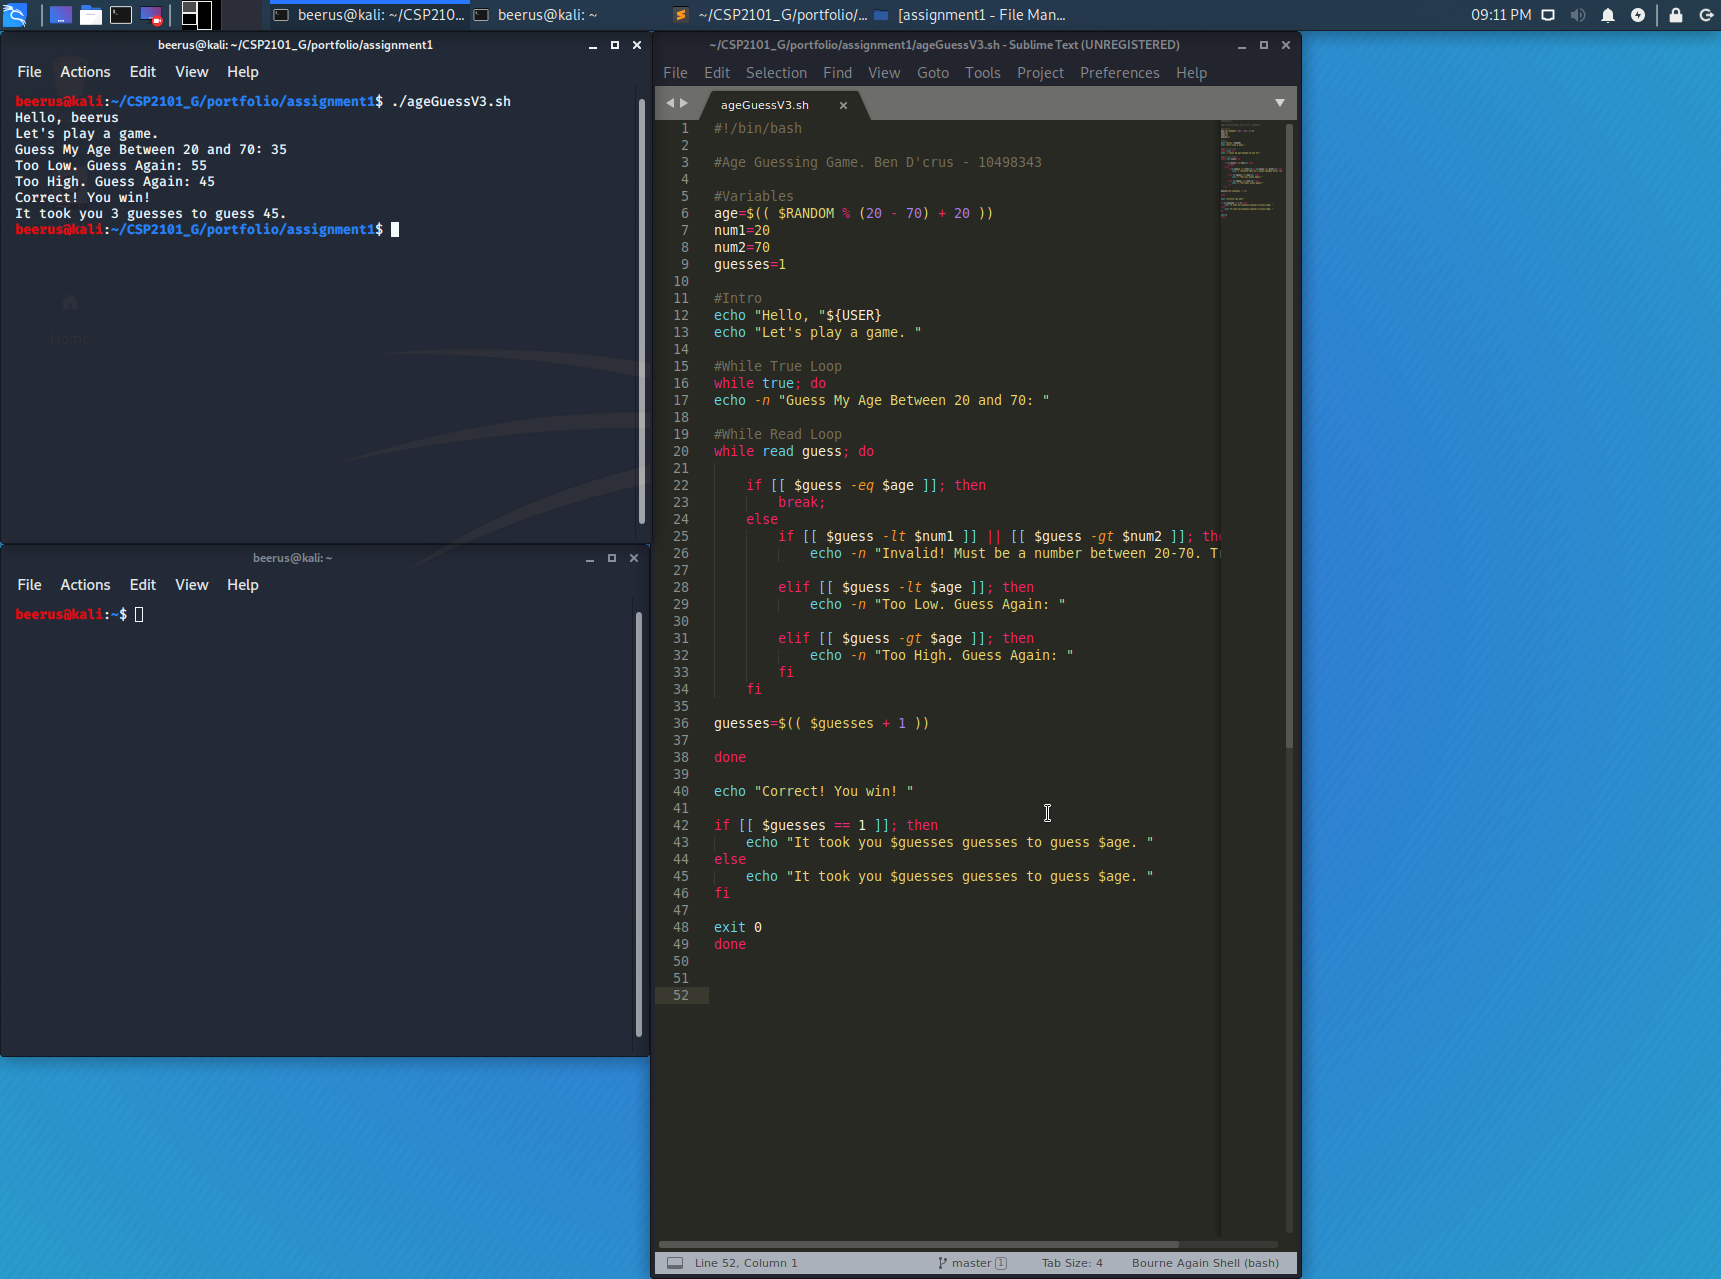 beerus@kali: ~/CSP210...
beerus@kali: ~
~/CSP2101_G/portfolio/...
[assignment1 - File Man...
09:11 PM
beerus@kali: ~/CSP2101_G/portfolio/assignment1
File Actions Edit View Help
beerus@kali:~/CSP2101_G/portfolio/assignment1$ ./ageGuessV3.sh
Hello, beerus
Let's play a game.
Guess My Age Between 20 and 70: 35
Too Low. Guess Again: 55
Too High. Guess Again: 45
Correct! You win!
It took you 3 guesses to guess 45.
beerus@kali:~/CSP2101_G/portfolio/assignment1$
Home
beerus@kali: ~
File Actions Edit View Help
beerus@kali:~$
~/CSP2101_G/portfolio/assignment1/ageGuessV3.sh - Sublime Text (UNREGISTERED)
File Edit Selection Find View Goto Tools Project Preferences Help
ageGuessV3.sh
1 #!/bin/bash
2
3 #Age Guessing Game. Ben D'crus - 10498343
4
5 #Variables
6 age=$(( $RANDOM % (20 - 70) + 20 ))
7 num1=20
8 num2=70
9 guesses=1
10
11 #Intro
12 echo "Hello, "${USER}
13 echo "Let's play a game. "
14
15 #While True Loop
16 while true; do
17 echo -n "Guess My Age Between 20 and 70: "
18
19 #While Read Loop
20 while read guess; do
21
22 if [[ $guess -eq $age ]]; then
23 break;
24 else
25 if [[ $guess -lt $num1 ]] || [[ $guess -gt $num2 ]]; the
26 echo -n "Invalid! Must be a number between 20-70. T
27
28 elif [[ $guess -lt $age ]]; then
29 echo -n "Too Low. Guess Again: "
30
31 elif [[ $guess -gt $age ]]; then
32 echo -n "Too High. Guess Again: "
33 fi
34 fi
35
36 guesses=$(( $guesses + 1 ))
37
38 done
39
40 echo "Correct! You win! "
41
42 if [[ $guesses == 1 ]]; then
43 echo "It took you $guesses guesses to guess $age. "
44 else
45 echo "It took you $guesses guesses to guess $age. "
46 fi
47
48 exit 0
49 done
50
51
52
Line 52, Column 1
master 1
Tab Size: 4
Bourne Again Shell (bash)